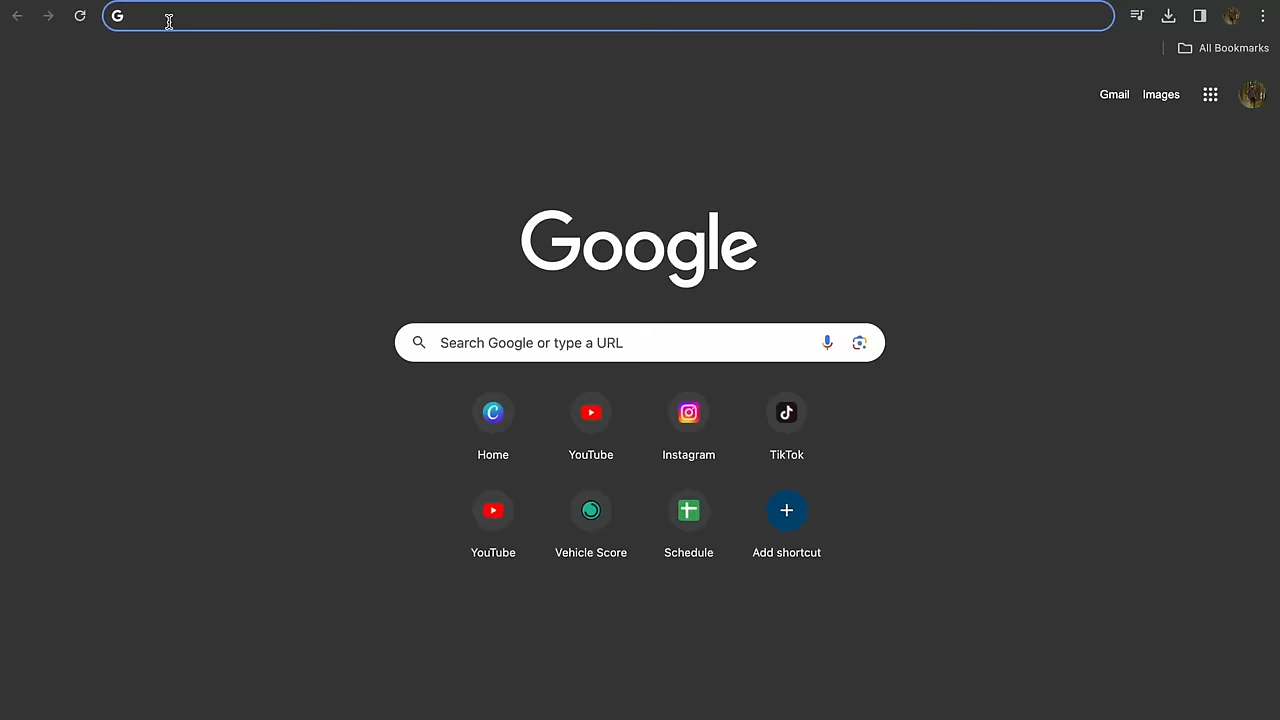 All Bookmarks
Gmail Images
Google
Search Google or type a URL
Home YouTube Instagram TikTok
YouTube Vehicle Score Schedule Add shortcut